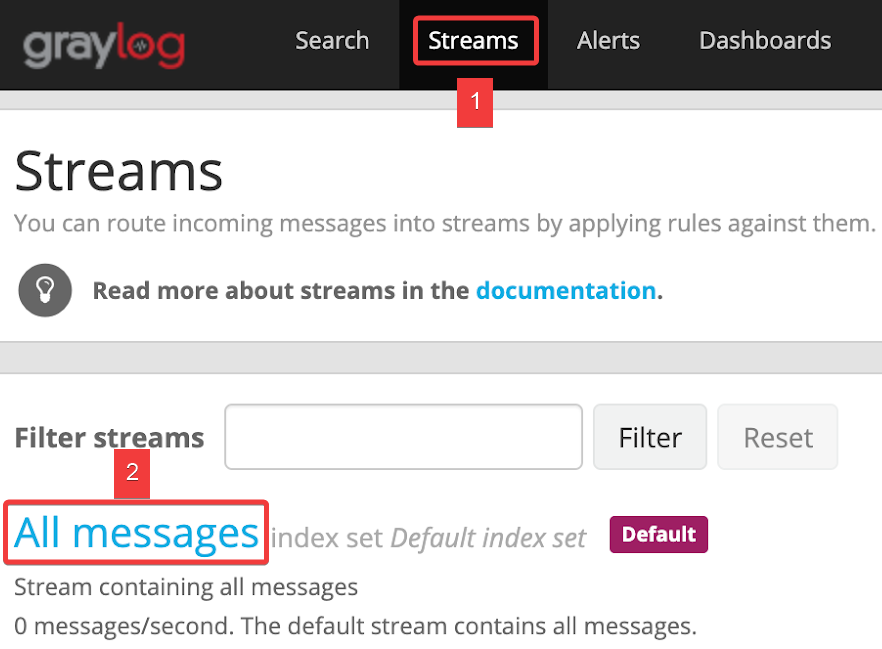 graylog Search Streams Alerts Dashboards
1
Streams
You can route incoming messages into streams by applying rules against them.
Read more about streams in the documentation.
Filter streams Filter Reset
2
All messages index set Default index set Default
Stream containing all messages
0 messages/second. The default stream contains all messages.